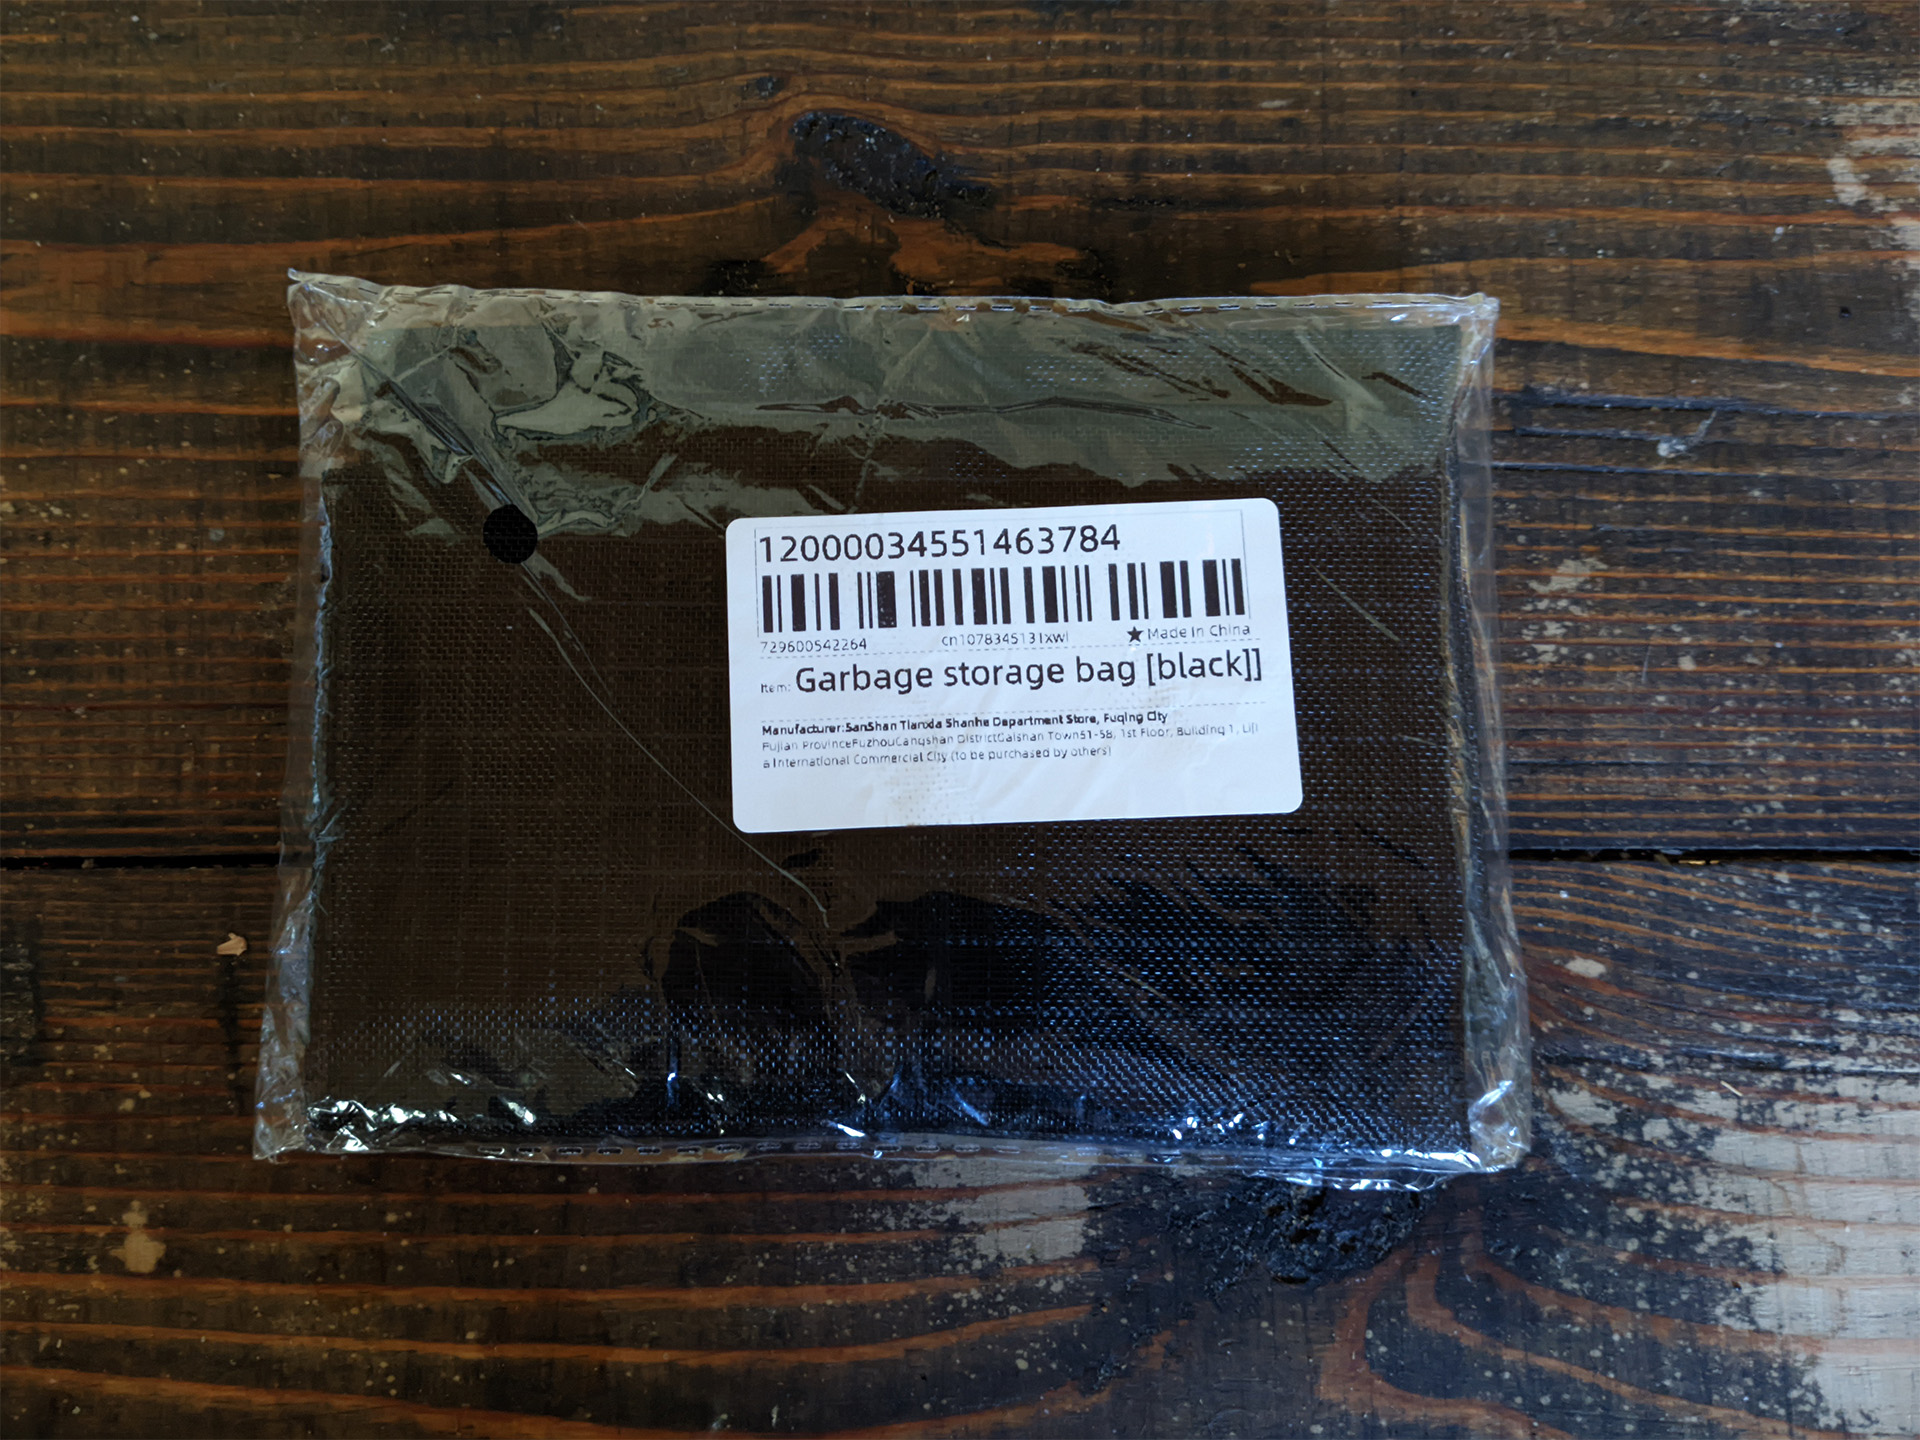 12000034551463784
729600542264 cn1078345131xwl ★Made in China
Item: Garbage storage bag [black]]
Manufacturer:SanShan Tianxda Shanhe Department Store, Fuqing City
Fujian ProvinceFuzhouCangshan DistrictGaishan Town51-58, 1st Floor, Building 1, Liji
a International Commercial City (to be purchased by others)